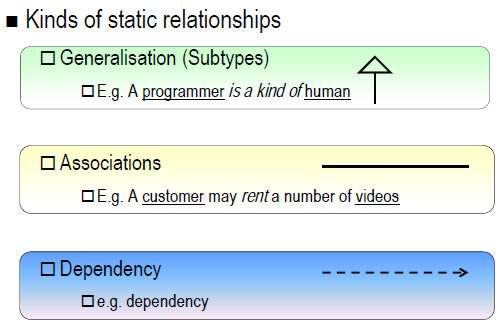 Kinds of static relationships
Generalisation (Subtypes)
E.g. A programmer is a kind of human
Associations
E.g. A customer may rent a number of videos
Dependency
e.g. dependency